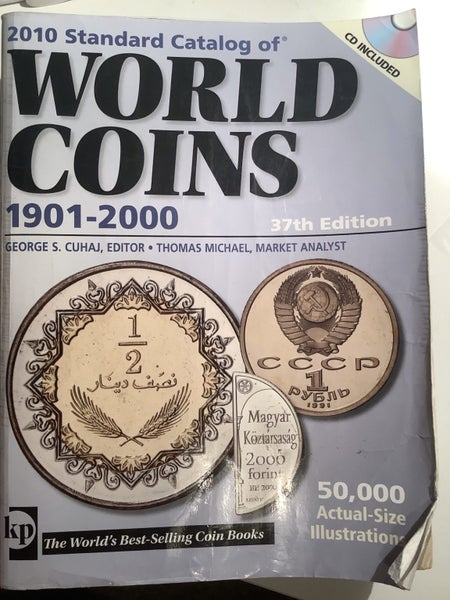 2010 Standard Catalog of®
CD INCLUDED
WORLD
COINS
1901-2000
37th Edition
GEORGE S. CUHAJ, EDITOR • THOMAS MICHAEL, MARKET ANALYST
1
2
نصف دينار
СССР
1
РУБЛЬ
1991
Magyar
Köztársaság
2000
forint
50,000
Actual-Size
Illustrations
kp
The World's Best-Selling Coin Books